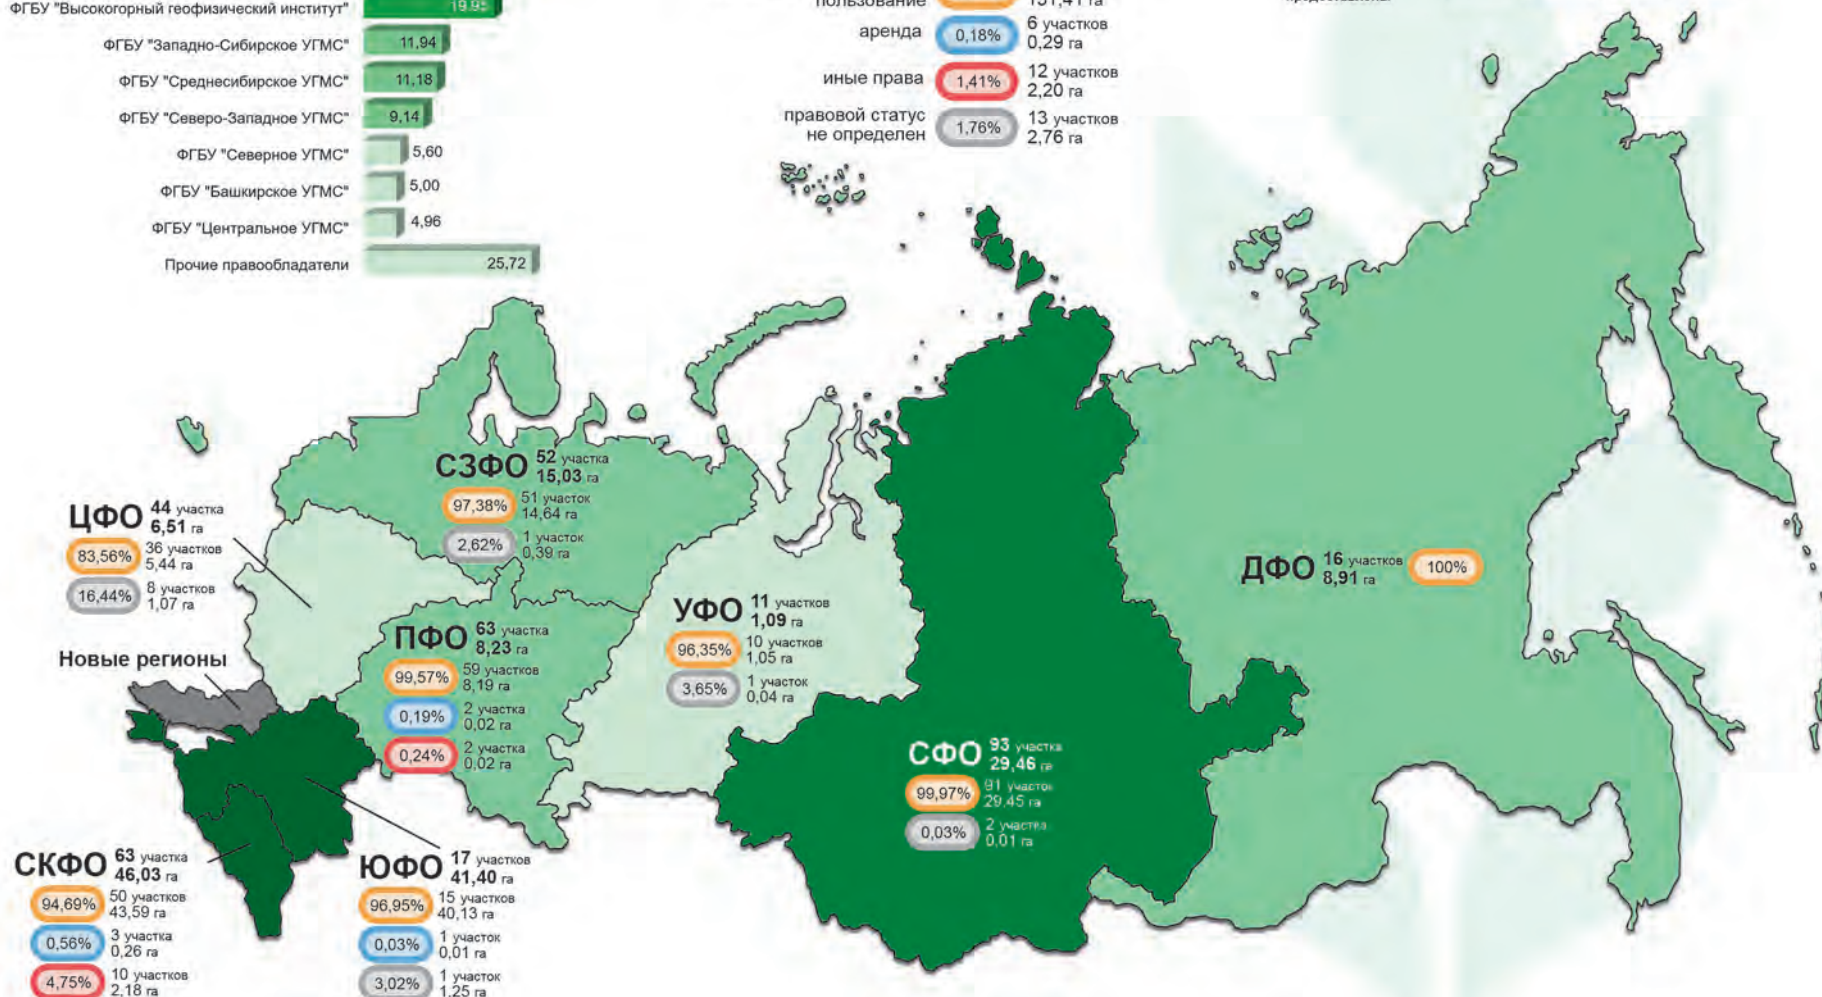 ФГБУ "Высокогорный геофизический институт" 19,95
ФГБУ "Западно-Сибирское УГМС" 11,94
ФГБУ "Среднесибирское УГМС" 11,18
ФГБУ "Северо-Западное УГМС" 9,14
ФГБУ "Северное УГМС" 5,60
ФГБУ "Башкирское УГМС" 5,00
ФГБУ "Центральное УГМС" 4,96
Прочие правообладатели 25,72
пользование 151,41 га
аренда 0,18% 6 участков
0,29 га
иные права 1,41% 12 участков
2,20 га
правовой статус
не определен 1,76% 13 участков
2,76 га
СЗФО 52 участка
15,03 га
97,38% 51 участок
14,64 га
2,62% 1 участок
0,39 га
ЦФО 44 участка
6,51 га
83,56% 36 участков
5,44 га
16,44% 8 участков
1,07 га
Новые регионы
ПФО 63 участка
8,23 га
99,57% 59 участков
8,19 га
0,19% 2 участка
0,02 га
0,24% 2 участка
0,02 га
УФО 11 участков
1,09 га
96,35% 10 участков
1,05 га
3,65% 1 участок
0,04 га
ДФО 16 участков
8,91 га
100%
СФО 93 участка
29,46 га
99,97% 91 участок
29,45 га
0,03% 2 участка
0,01 га
СКФО 63 участка
46,03 га
94,69% 50 участков
43,59 га
0,56% 3 участка
0,26 га
4,75% 10 участков
2,18 га
ЮФО 17 участков
41,40 га
96,95% 15 участков
40,13 га
0,03% 1 участок
0,01 га
3,02% 1 участок
1,25 га